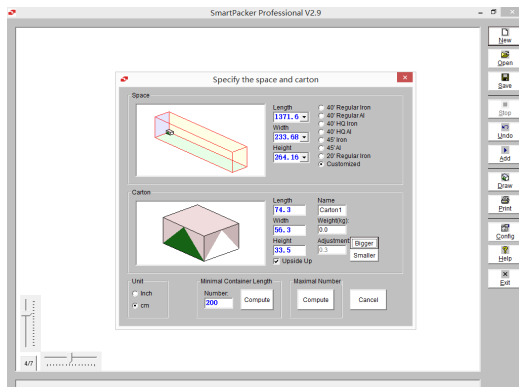 SmartPacker Professional V2.9
New
Open
Save
Stop
Undo
Add
Draw
Print
Config
Help
Exit
Specify the space and carton
Space
Length
1371.6
Width
233.68
Height
264.16
40' Regular Iron
40' Regular Al
40' HQ Iron
40' HQ Al
45' Iron
45' Al
20' Regular Iron
Customized
Carton
Length
74.3
Width
56.3
Height
33.5
Upside Up
Name
Carton1
Weight(kg):
0.0
Adjustment
0.3
Bigger
Smaller
Unit
Inch
cm
Minimal Container Length
Number:
200
Compute
Maximal Number
Compute
Cancel
4/7